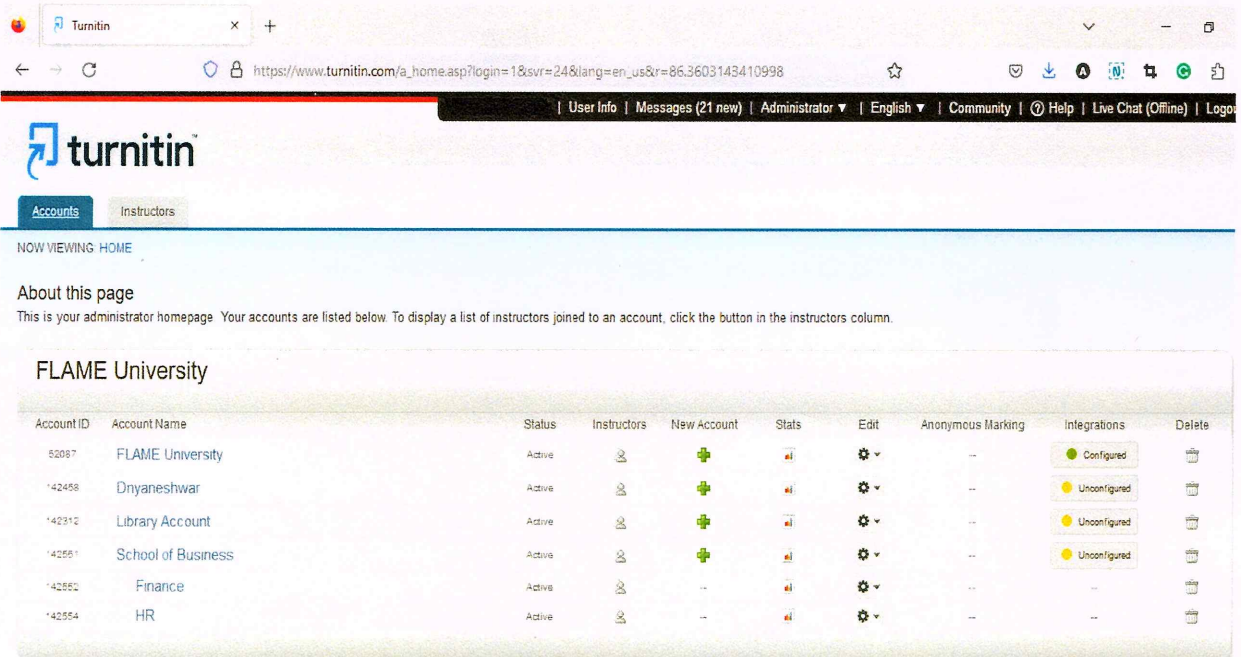 Turnitin
https://www.turnitin.com/a_home.asp?login=1&svr=24&lang=en_us&r=86.3603143410998
| User Info | Messages (21 new) | Administrator ▼ | English ▼ | Community | ? Help | Live Chat (Offline) | Logou
turnitin
Accounts Instructors
NOW VIEWING: HOME
About this page
This is your administrator homepage. Your accounts are listed below. To display a list of instructors joined to an account, click the button in the instructors column.
FLAME University
Account ID Account Name Status Instructors New Account Stats Edit Anonymous Marking Integrations Delete
52087 FLAME University Active -- Configured
142458 Dnyaneshwar Active -- Unconfigured
142312 Library Account Active -- Unconfigured
142551 School of Business Active -- Unconfigured
142552 Finance Active -- -- --
142554 HR Active -- -- --